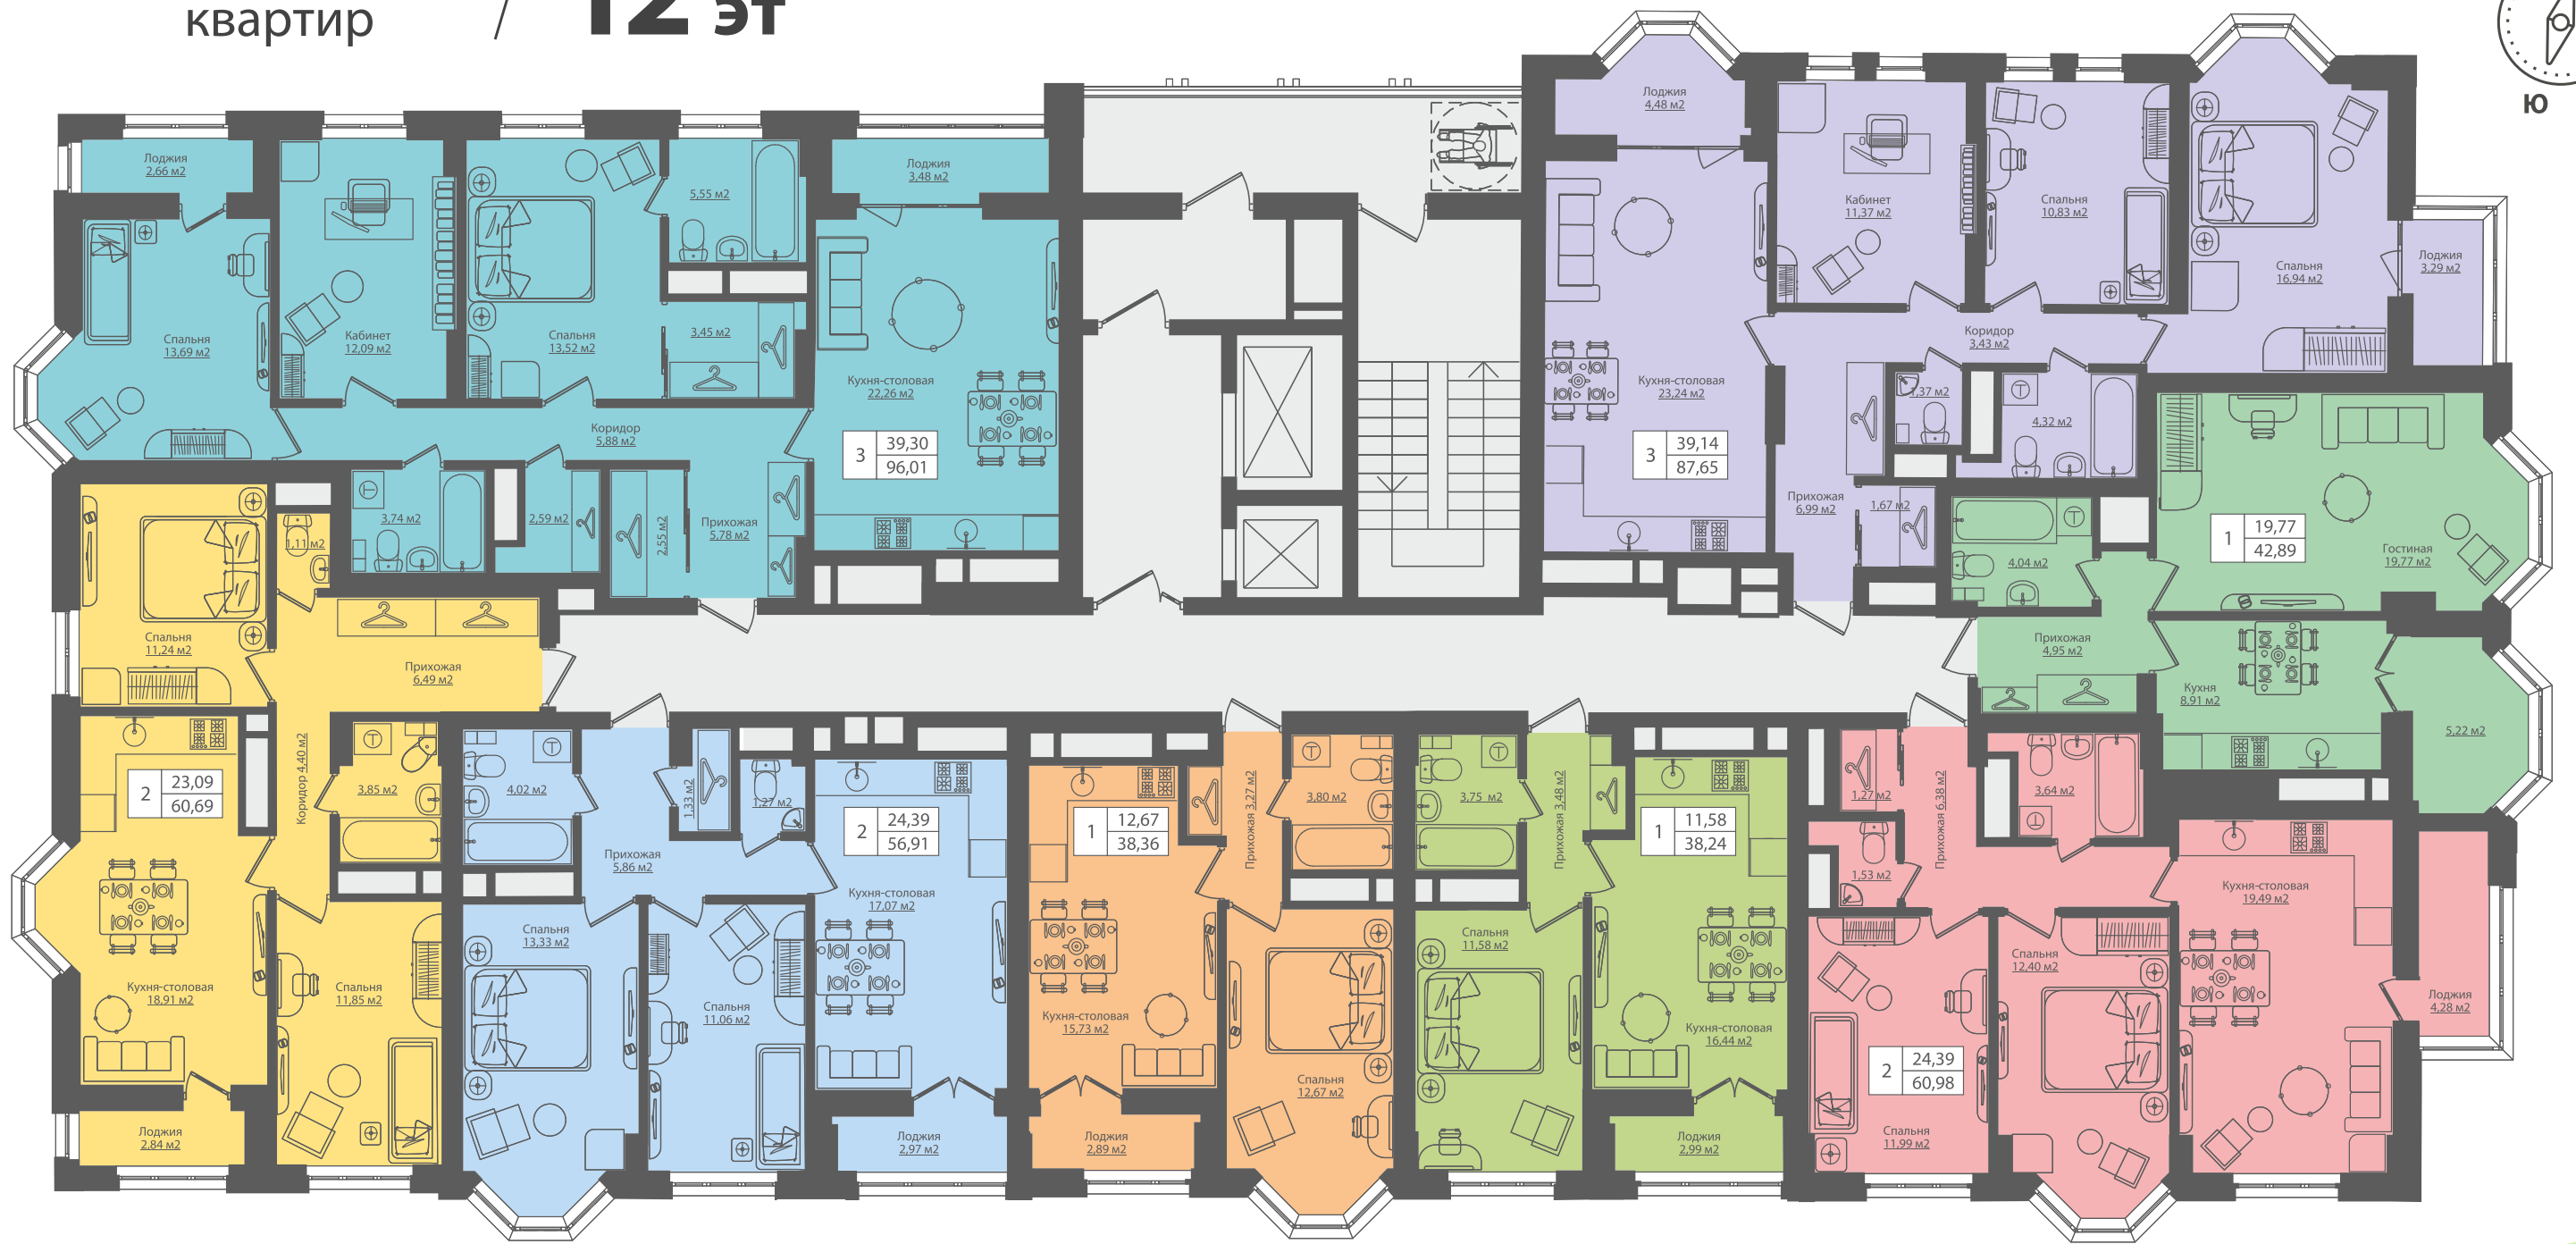 квартир
12 эт
Ю
Лоджия
2,66 м2
Спальня
13,69 м2
Кабинет
12,09 м2
Спальня
13,52 м2
5,55 м2
3,45 м2
Лоджия
3,48 м2
Кухня-столовая
22,26 м2
3
39,30
96,01
Коридор
5,88 м2
3,74 м2
2,59 м2
2,55 м2
Прихожая
5,78 м2
Лоджия
4,48 м2
Кухня-столовая
23,24 м2
3
39,14
87,65
Кабинет
11,37 м2
Спальня
10,83 м2
Спальня
16,94 м2
Лоджия
3,29 м2
Коридор
3,43 м2
1,37 м2
4,32 м2
Прихожая
6,99 м2
1,67 м2
1
19,77
42,89
Гостиная
19,77 м2
4,04 м2
Прихожая
4,95 м2
Кухня
8,91 м2
5,22 м2
Спальня
11,24 м2
1,11 м2
Прихожая
6,49 м2
2
23,09
60,69
Коридор 4,40 м2
3,85 м2
Кухня-столовая
18,91 м2
Спальня
11,85 м2
Лоджия
2,84 м2
4,02 м2
1,33 м2
1,27 м2
Прихожая
5,86 м2
2
24,39
56,91
Кухня-столовая
17,07 м2
Спальня
13,33 м2
Спальня
11,06 м2
Лоджия
2,97 м2
1
12,67
38,36
Прихожая 3,27 м2
3,80 м2
Кухня-столовая
15,73 м2
Спальня
12,67 м2
Лоджия
2,89 м2
3,75 м2
Прихожая 3,48 м2
1
11,58
38,24
Спальня
11,58 м2
Кухня-столовая
16,44 м2
Лоджия
2,99 м2
1,27 м2
Прихожая 6,38 м2
3,64 м2
1,53 м2
Кухня-столовая
19,49 м2
Спальня
12,40 м2
Лоджия
4,28 м2
2
24,39
60,98
Спальня
11,99 м2